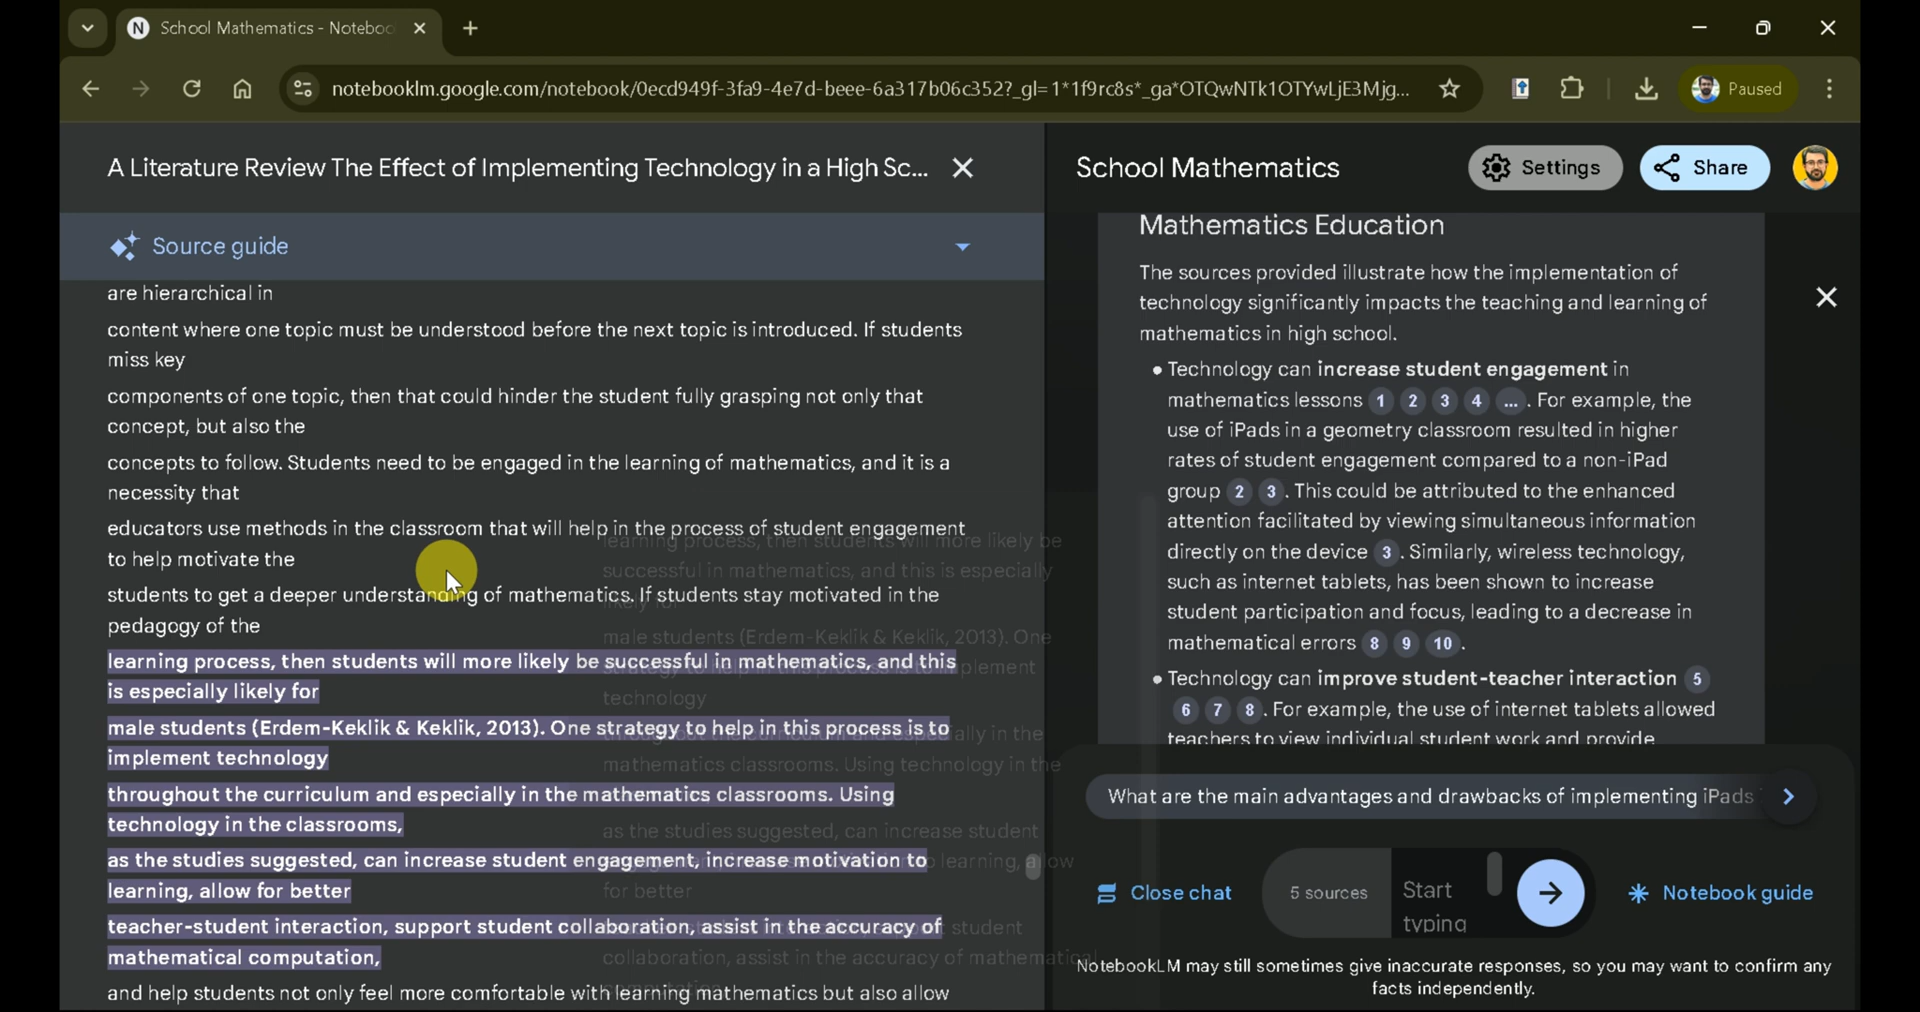 School Mathematics - Noteboo
notebooklm.google.com/notebook/0ecd949f-3fa9-4e7d-beee-6a317b06c352?_gl=1*1f9rc8s*_ga*OTQwNTk1OTYwLjE3Mjg...
Paused
A Literature Review The Effect of Implementing Technology in a High Sc...
Source guide
are hierarchical in
content where one topic must be understood before the next topic is introduced. If students
miss key
components of one topic, then that could hinder the student fully grasping not only that
concept, but also the
concepts to follow. Students need to be engaged in the learning of mathematics, and it is a
necessity that
educators use methods in the classroom that will help in the process of student engagement
to help motivate the
students to get a deeper understanding of mathematics. If students stay motivated in the
pedagogy of the
learning process, then students will more likely be successful in mathematics, and this
is especially likely for
male students (Erdem-Keklik & Keklik, 2013). One strategy to help in this process is to
implement technology
throughout the curriculum and especially in the mathematics classrooms. Using
technology in the classrooms,
as the studies suggested, can increase student engagement, increase motivation to
learning, allow for better
teacher-student interaction, support student collaboration, assist in the accuracy of
mathematical computation,
and help students not only feel more comfortable with learning mathematics but also allow
School Mathematics
Settings
Share
Mathematics Education
The sources provided illustrate how the implementation of
technology significantly impacts the teaching and learning of
mathematics in high school.
• Technology can increase student engagement in
mathematics lessons 1 2 3 4 ... . For example, the
use of iPads in a geometry classroom resulted in higher
rates of student engagement compared to a non-iPad
group 2 3 . This could be attributed to the enhanced
attention facilitated by viewing simultaneous information
directly on the device 3 . Similarly, wireless technology,
such as internet tablets, has been shown to increase
student participation and focus, leading to a decrease in
mathematical errors 8 9 10 .
• Technology can improve student-teacher interaction 5
6 7 8 . For example, the use of internet tablets allowed
teachers to view individual student work and provide
What are the main advantages and drawbacks of implementing iPads
Close chat
5 sources
Start
typing
Notebook guide
NotebookLM may still sometimes give inaccurate responses, so you may want to confirm any
facts independently.